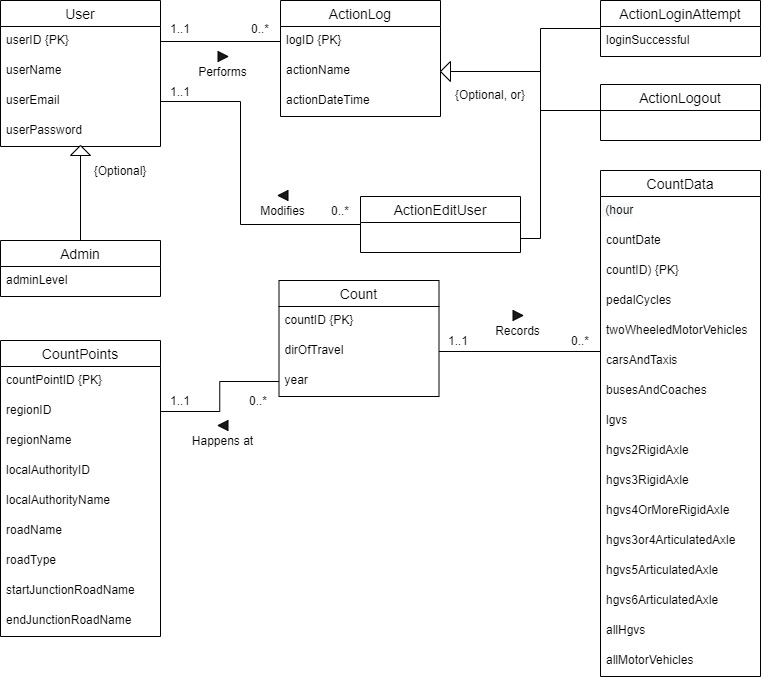 User
userID {PK}
userName
userEmail
userPassword
1..1
0..*
Performs
ActionLog
logID {PK}
actionName
actionDateTime
{Optional, or}
ActionLoginAttempt
loginSuccessful
ActionLogout
1..1
{Optional}
Modifies
0..*
ActionEditUser
Admin
adminLevel
CountData
(hour
countDate
countID) {PK}
pedalCycles
twoWheeledMotorVehicles
carsAndTaxis
busesAndCoaches
lgvs
hgvs2RigidAxle
hgvs3RigidAxle
hgvs4OrMoreRigidAxle
hgvs3or4ArticulatedAxle
hgvs5ArticulatedAxle
hgvs6ArticulatedAxle
allHgvs
allMotorVehicles
Count
countID {PK}
dirOfTravel
year
Records
1..1
0..*
CountPoints
countPointID {PK}
regionID
regionName
localAuthorityID
localAuthorityName
roadName
roadType
startJunctionRoadName
endJunctionRoadName
1..1
0..*
Happens at